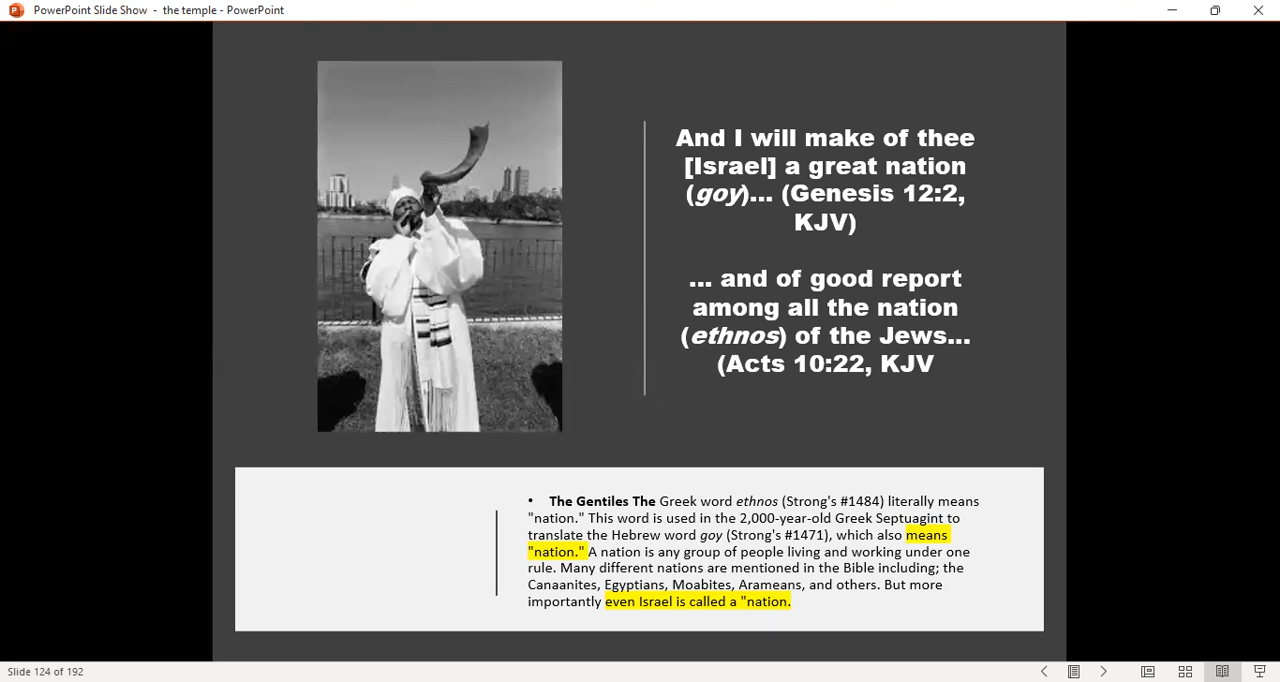 PowerPoint Slide Show - the temple - PowerPoint
And I will make of thee
[Israel] a great nation
(goy)... (Genesis 12:2,
KJV)
... and of good report
among all the nation
(ethnos) of the Jews...
(Acts 10:22, KJV
• The Gentiles The Greek word ethnos (Strong's #1484) literally means
"nation." This word is used in the 2,000-year-old Greek Septuagint to
translate the Hebrew word goy (Strong's #1471), which also means
"nation." A nation is any group of people living and working under one
rule. Many different nations are mentioned in the Bible including; the
Canaanites, Egyptians, Moabites, Arameans, and others. But more
importantly even Israel is called a "nation.
Slide 124 of 192